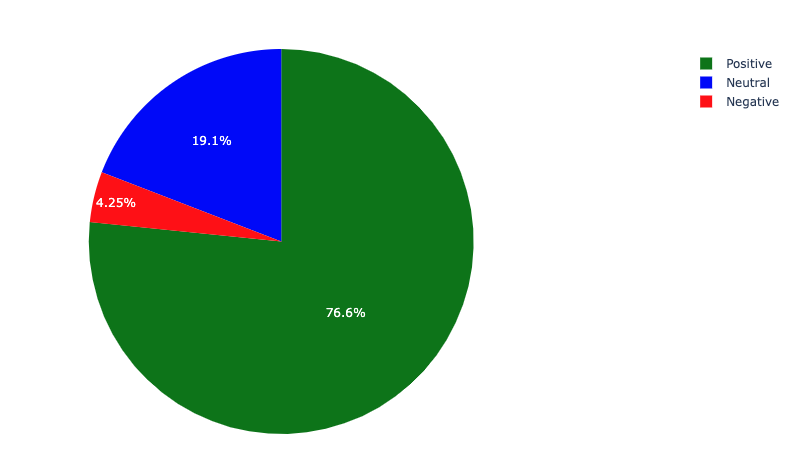 Positive
Neutral
Negative
19.1%
4.25%
76.6%